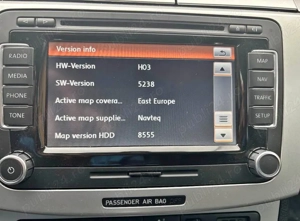 Version info
RADIO
HW-Version H03
MAP
MEDIA
SW-Version 5238
NAV
PHONE
Active map covera... East Europe
TRAFFIC
TONE
Active map supplie... Navteq
SETUP
Map version HDD 8555
PASSENGER AIR BAG